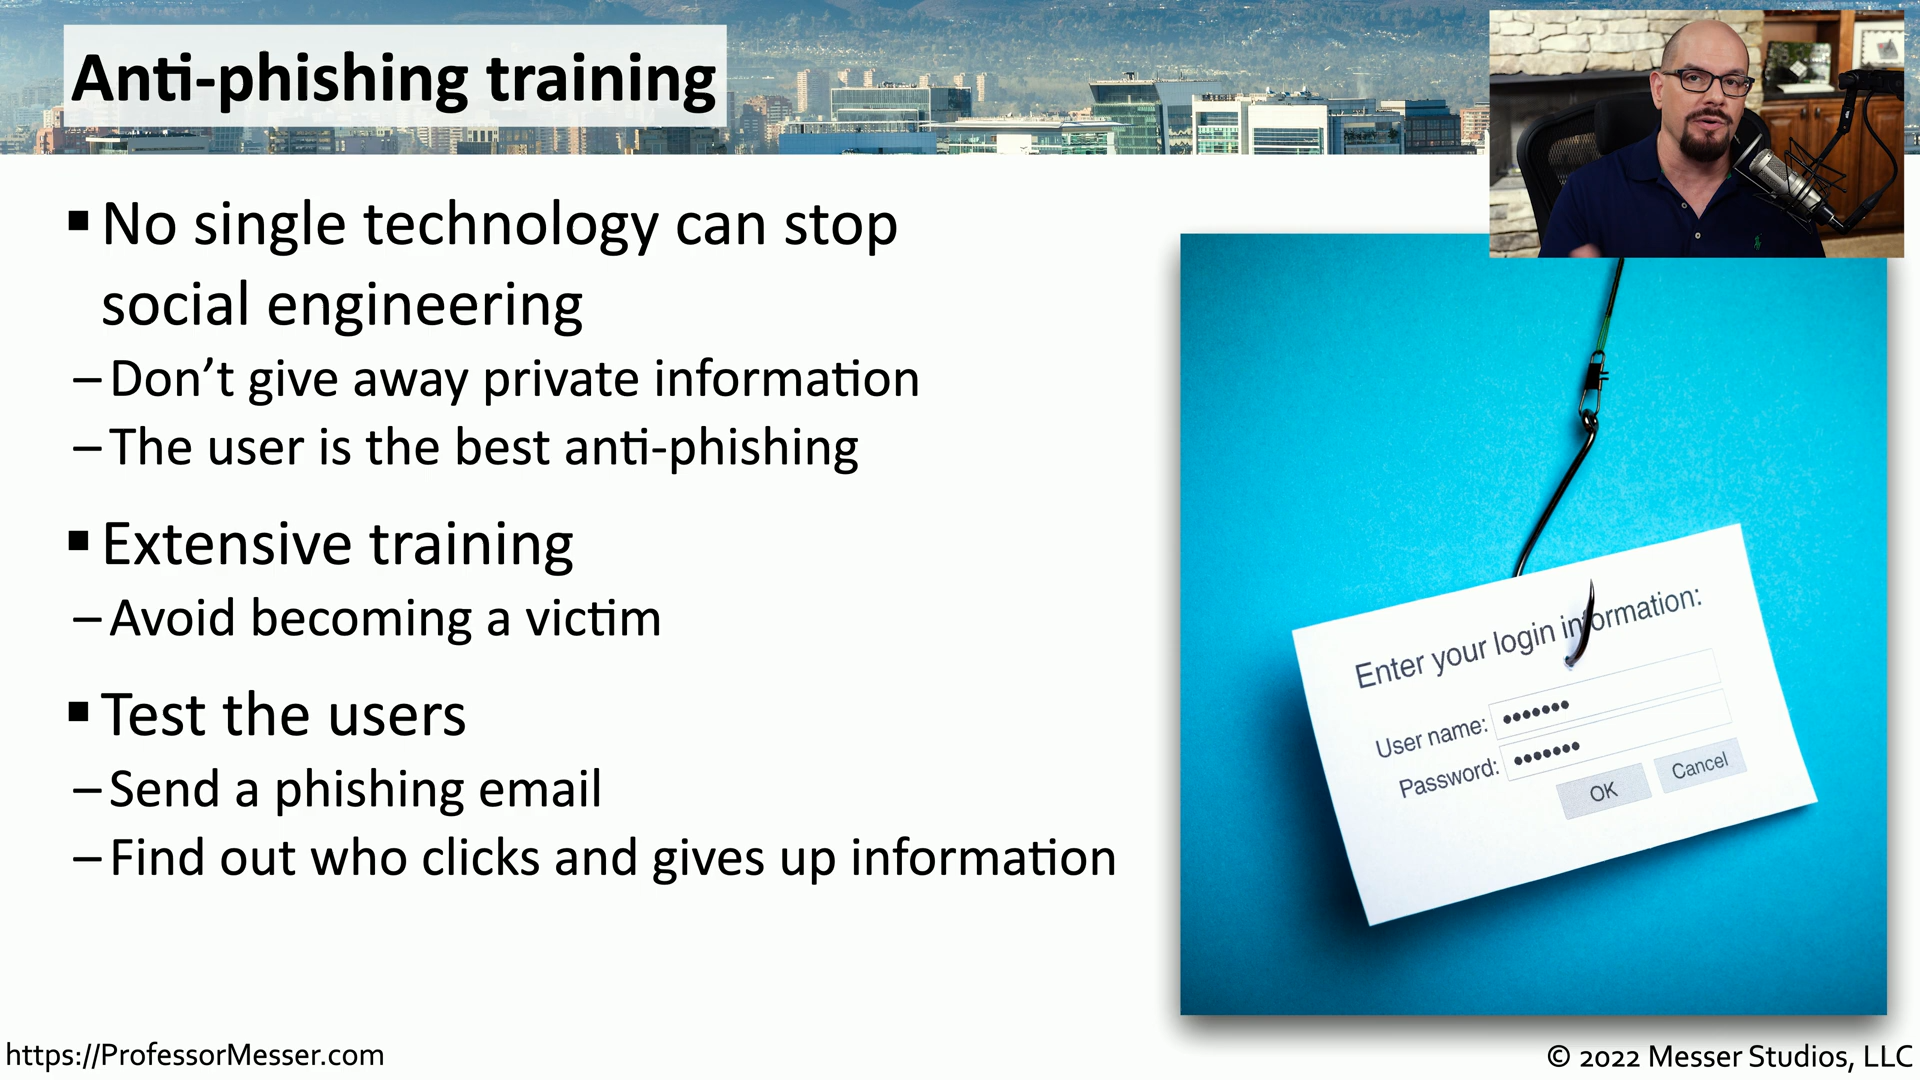 Anti-phishing training
▪ No single technology can stop
social engineering
– Don’t give away private information
– The user is the best anti-phishing
▪ Extensive training
– Avoid becoming a victim
▪ Test the users
– Send a phishing email
– Find out who clicks and gives up information
Enter your login information:
User name: •••••••
Password: •••••••
OK Cancel
https://ProfessorMesser.com
© 2022 Messer Studios, LLC